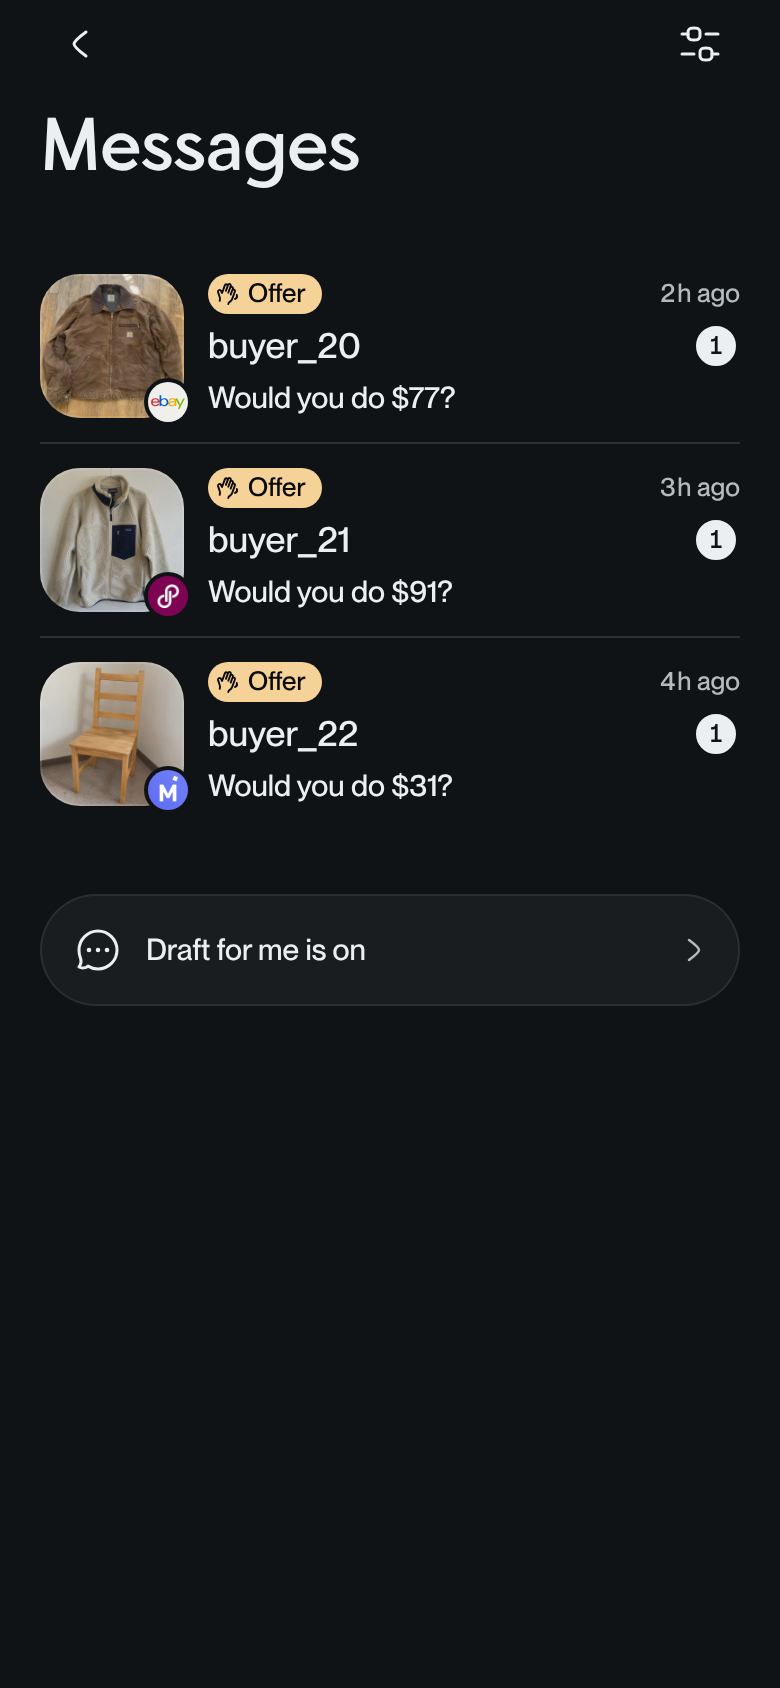 Messages
Offer
2h ago
buyer_20
1
Would you do $77?
ebay
Offer
3h ago
buyer_21
1
Would you do $91?
Offer
4h ago
buyer_22
1
Would you do $31?
M
Draft for me is on